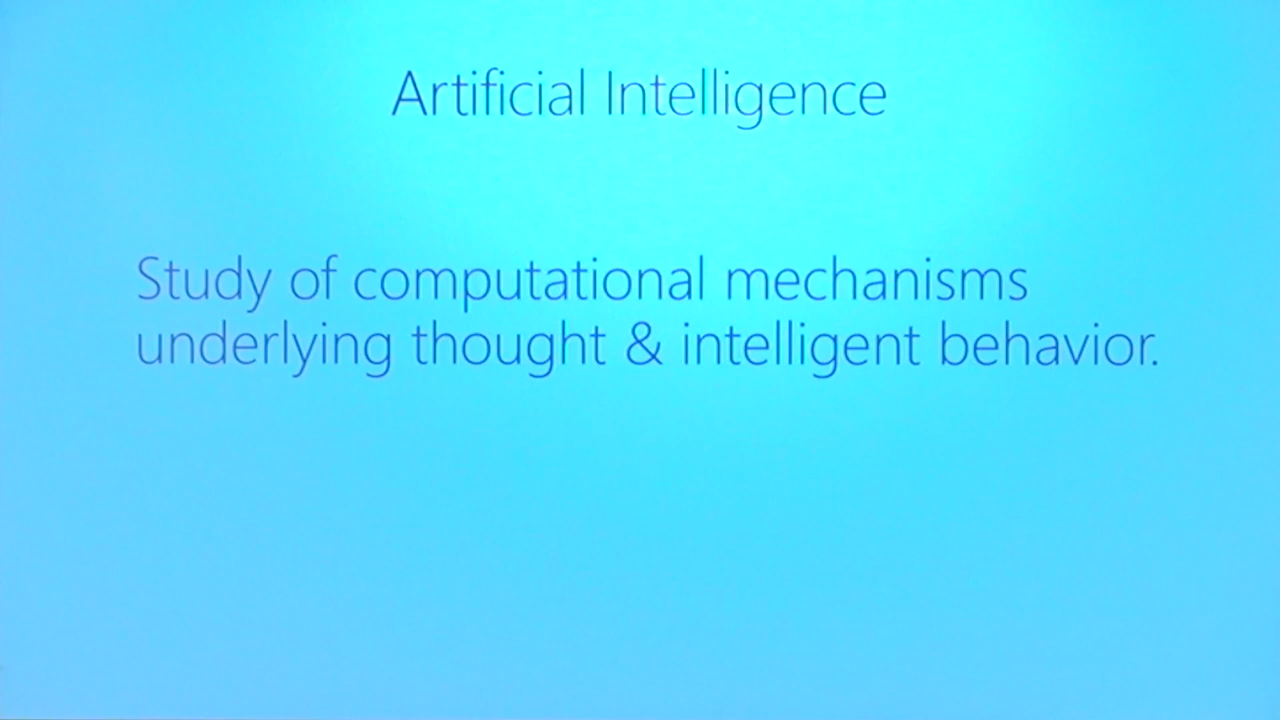 Artificial Intelligence
Study of computational mechanisms
underlying thought & intelligent behavior.